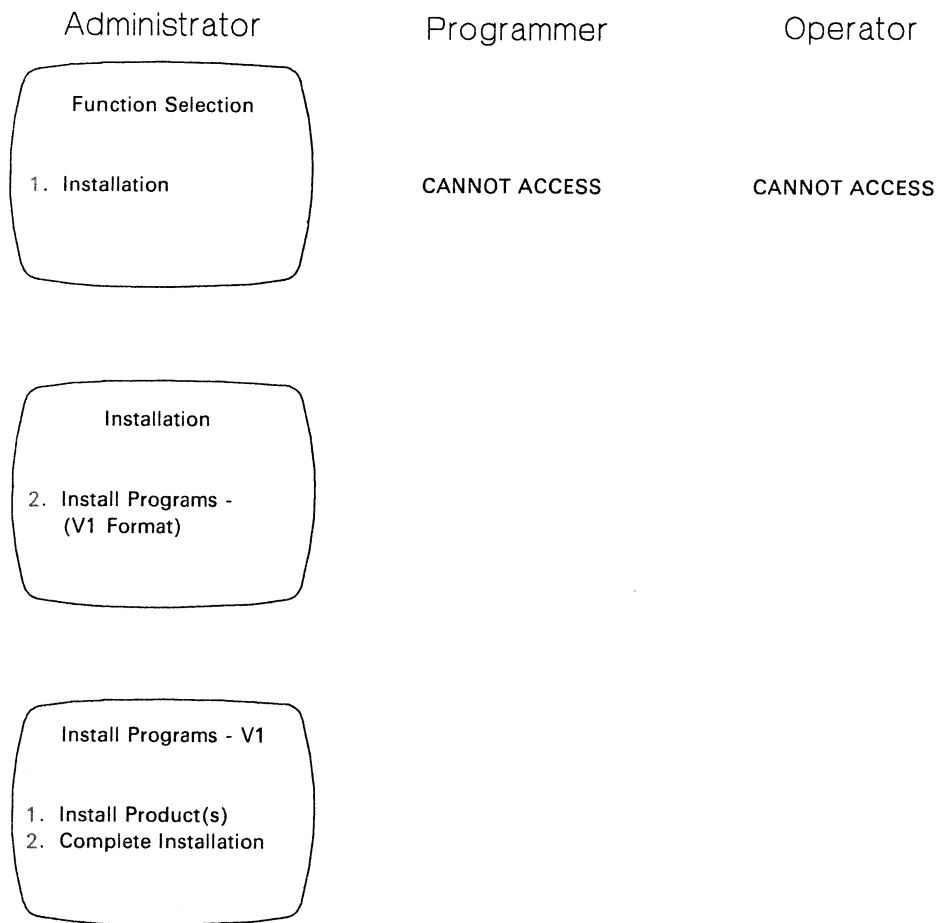 Administrator
Programmer
Operator
Function Selection
1. Installation
CANNOT ACCESS
CANNOT ACCESS
Installation
2. Install Programs -
(V1 Format)
Install Programs - V1
1. Install Product(s)
2. Complete Installation